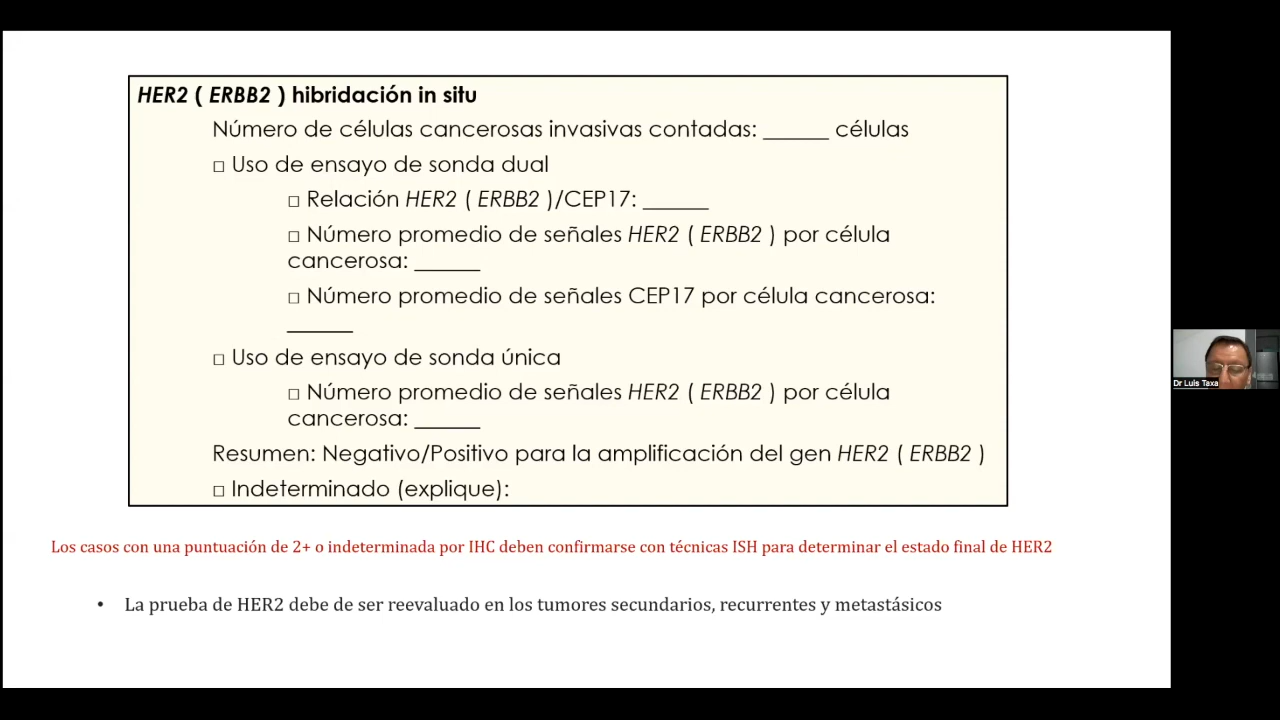 HER2 ( ERBB2 ) hibridación in situ
Número de células cancerosas invasivas contadas: ______ células
□ Uso de ensayo de sonda dual
□ Relación HER2 ( ERBB2 )/CEP17: ______
□ Número promedio de señales HER2 ( ERBB2 ) por célula
cancerosa: ______
□ Número promedio de señales CEP17 por célula cancerosa:
______
□ Uso de ensayo de sonda única
□ Número promedio de señales HER2 ( ERBB2 ) por célula
cancerosa: ______
Resumen: Negativo/Positivo para la amplificación del gen HER2 ( ERBB2 )
□ Indeterminado (explique):
Los casos con una puntuación de 2+ o indeterminada por IHC deben confirmarse con técnicas ISH para determinar el estado final de HER2
• La prueba de HER2 debe de ser reevaluado en los tumores secundarios, recurrentes y metastásicos
Dr Luis Taxa